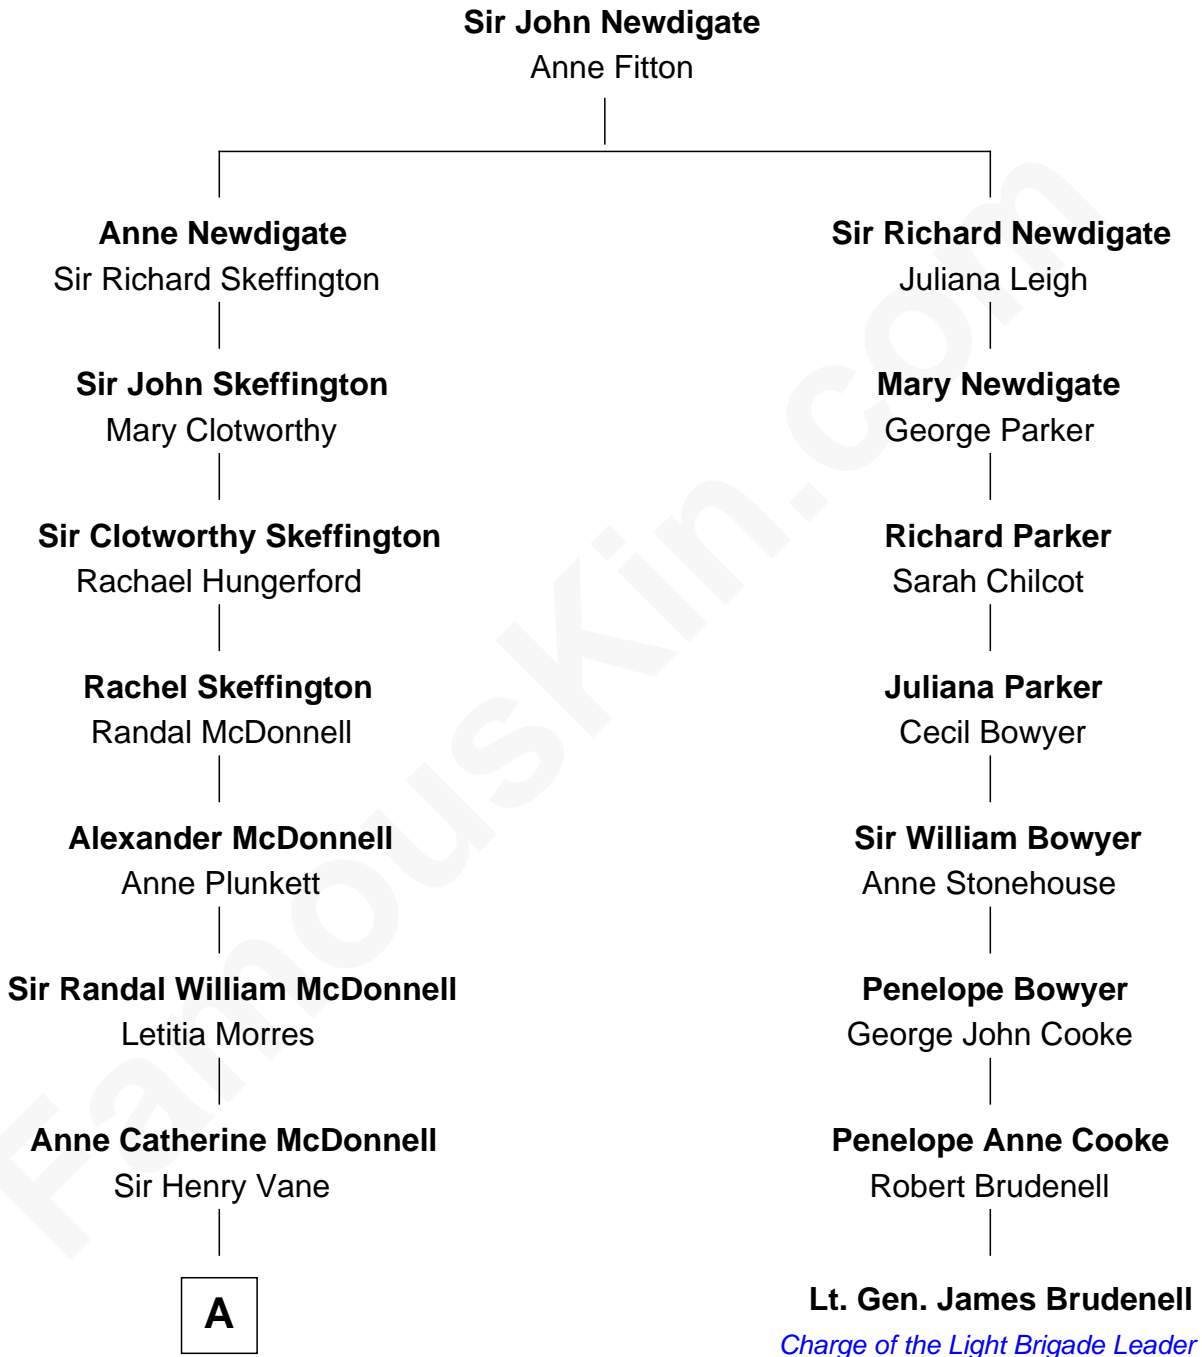 Sir John Newdigate
Anne Fitton
Anne Newdigate
Sir Richard Skeffington
Sir John Skeffington
Mary Clotworthy
Sir Clotworthy Skeffington
Rachael Hungerford
Rachel Skeffington
Randal McDonnell
Alexander McDonnell
Anne Plunkett
Sir Randal William McDonnell
Letitia Morres
Anne Catherine McDonnell
Sir Henry Vane
A
Sir Richard Newdigate
Juliana Leigh
Mary Newdigate
George Parker
Richard Parker
Sarah Chilcot
Juliana Parker
Cecil Bowyer
Sir William Bowyer
Anne Stonehouse
Penelope Bowyer
George John Cooke
Penelope Anne Cooke
Robert Brudenell
Lt. Gen. James Brudenell
Charge of the Light Brigade Leader
FamousKin.com